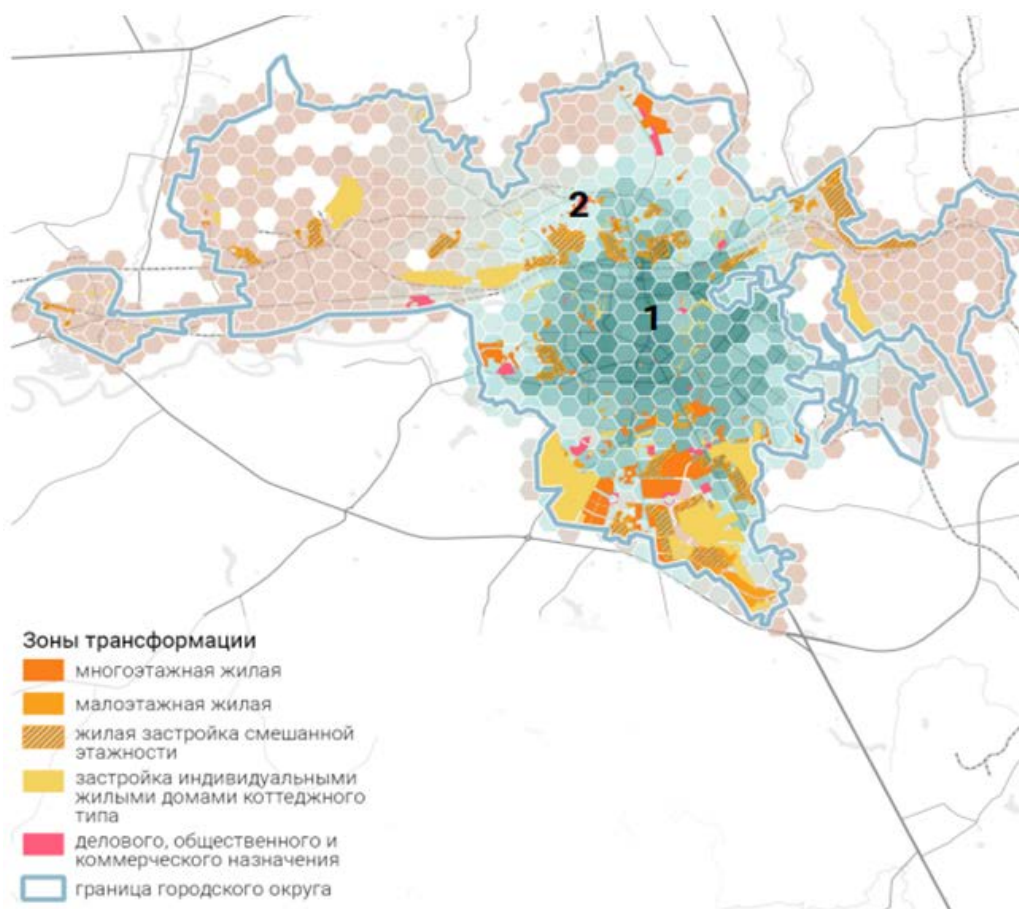 2
1
Зоны трансформации
многоэтажная жилая
малоэтажная жилая
жилая застройка смешанной
этажности
застройка индивидуальными
жилыми домами коттеджного
типа
делового, общественного и
коммерческого назначения
граница городского округа